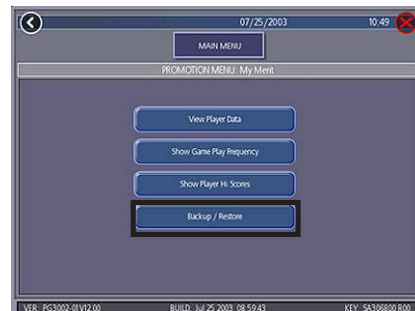 07/25/2003 10:49
MAIN MENU
PROMOTION MENU: My Merit
View Player Data
Show Game Play Frequency
Show Player Hi Scores
Backup / Restore
VER: PG3002-01V12.00 BUILD: Jul 25 2003 08:59:43 KEY: SA306800 R00